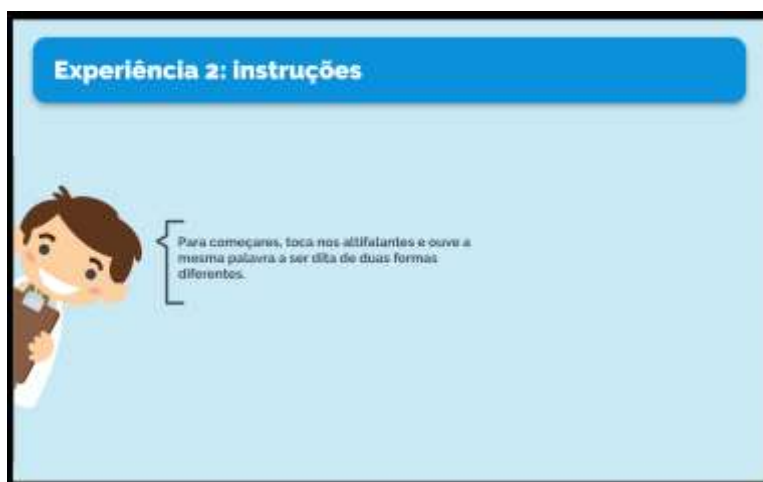 Experiência 2: instruções
Para começares, toca nos altifalantes e ouve a
mesma palavra a ser dita de duas formas
diferentes.